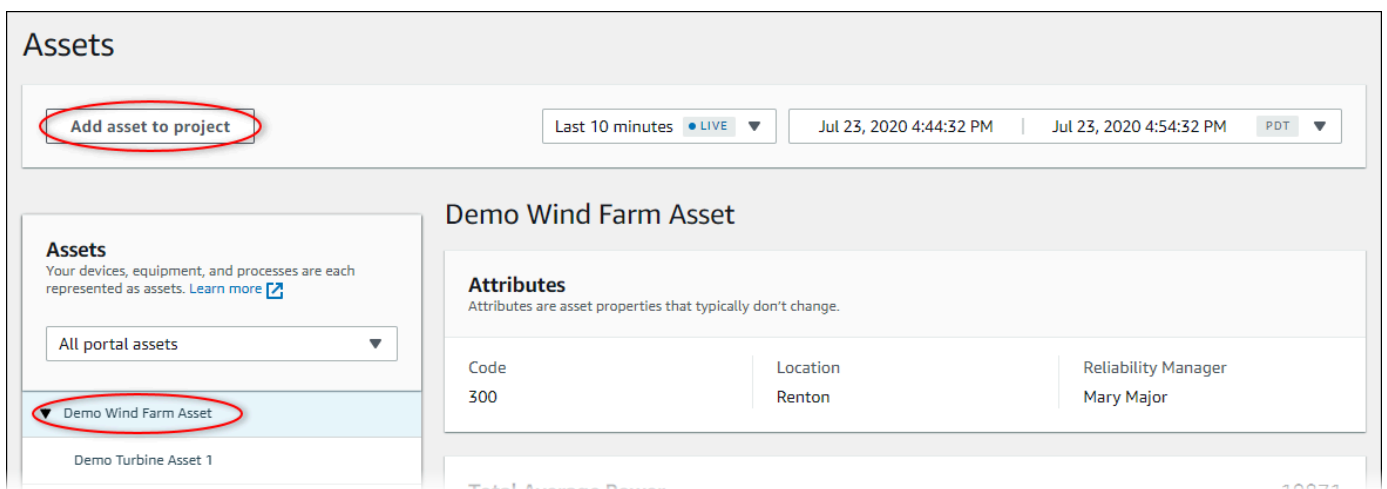 Assets
Add asset to project
Last 10 minutes LIVE
Jul 23, 2020 4:44:32 PM | Jul 23, 2020 4:54:32 PM PDT
Assets
Your devices, equipment, and processes are each
represented as assets. Learn more
All portal assets
Demo Wind Farm Asset
Demo Turbine Asset 1
Demo Wind Farm Asset
Attributes
Attributes are asset properties that typically don't change.
Code
300
Location
Renton
Reliability Manager
Mary Major
Total Average Power